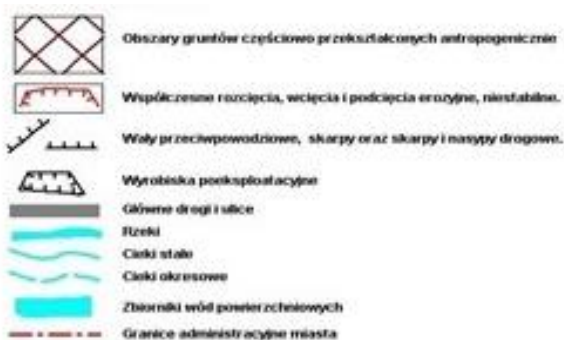 Obszary gruntów częściowo przekształconych antropogenicznie
Współczesne rozcięcia, wcięcia i podcięcia erozyjne, niestabilne.
Wały przeciwpowodziowe, skarpy oraz skarpy i nasypy drogowe.
Wyrobiska poeksploatacyjne
Główne drogi i ulice
Rzeki
Cieki stałe
Cieki okresowe
Zbiorniki wód powierzchniowych
Granice administracyjne miasta